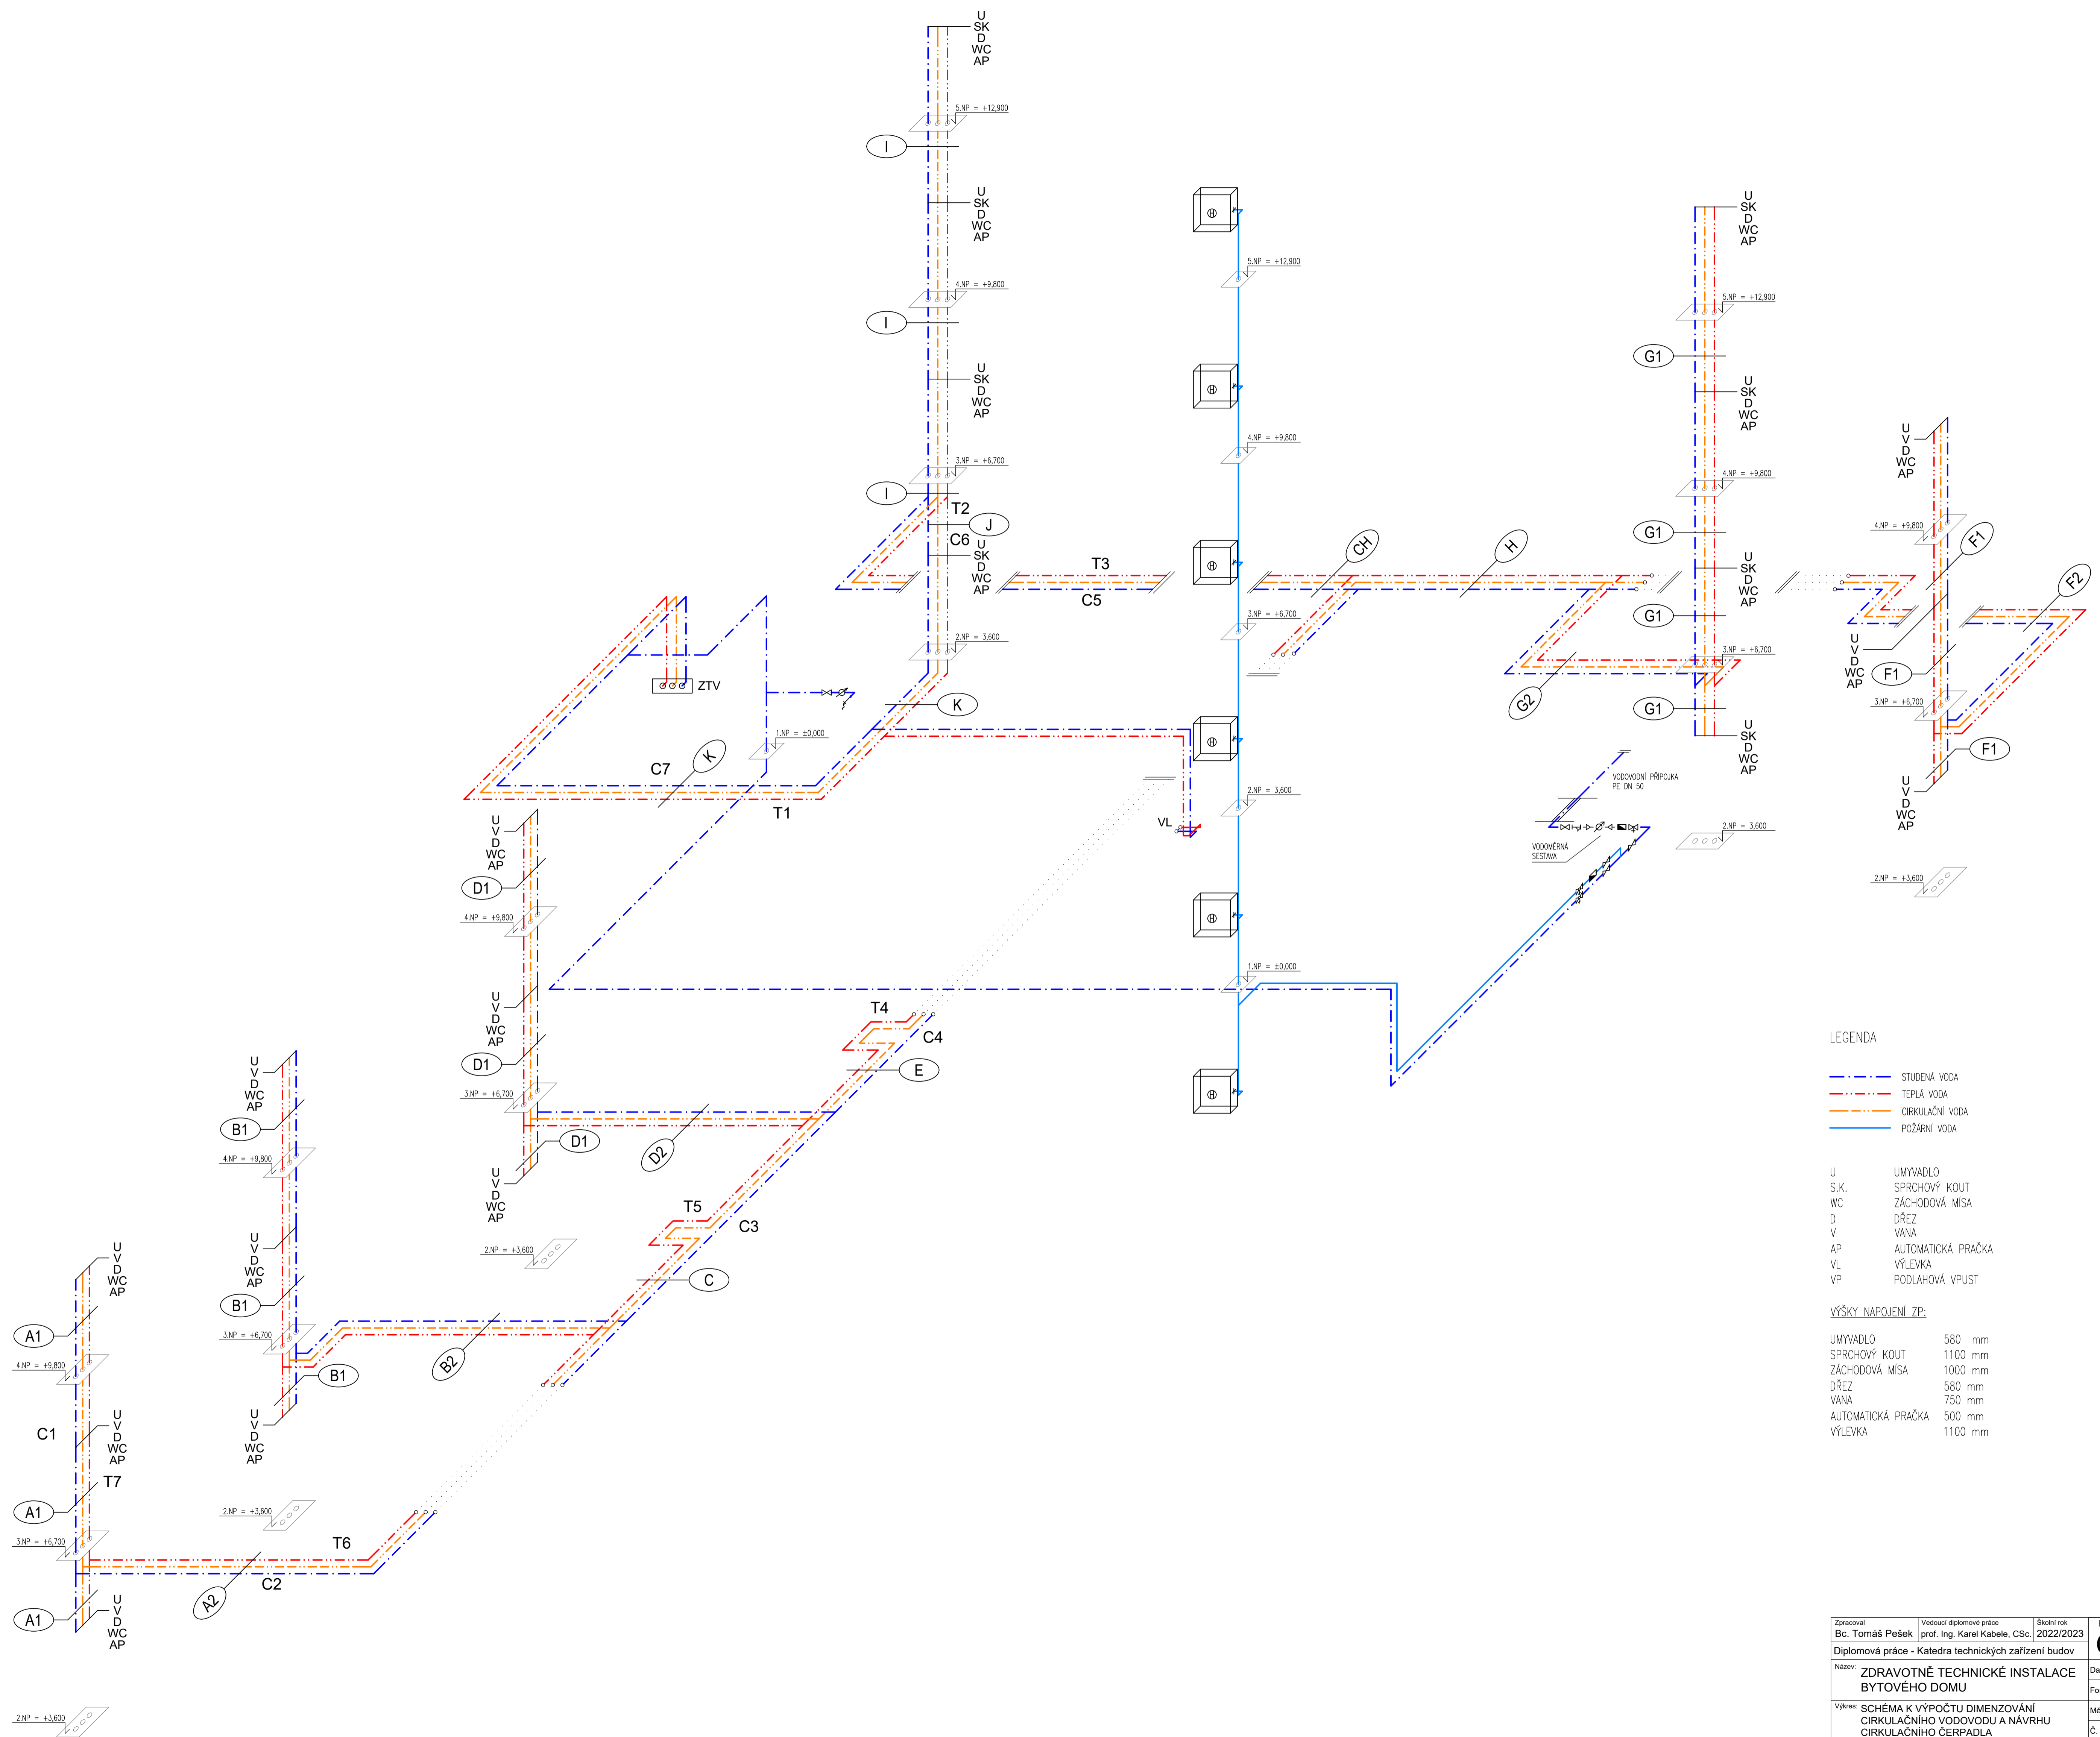 U
SK
D
WC
AP
5.NP = +12,900
I
U
SK
D
WC
AP
4.NP = +9,800
I
U
SK
D
WC
AP
3.NP = +6,700
I
T2
J
C6
U
SK
D
WC
AP
2.NP = 3,600
K
ZTV
1.NP = ±0,000
C7
K
T1
T3
C5
5.NP = +12,900
4.NP = +9,800
3.NP = +6,700
2.NP = 3,600
1.NP = ±0,000
H
H
H
H
H
H
VL
CH
H
G2
U
SK
D
WC
AP
5.NP = +12,900
G1
U
SK
D
WC
AP
4.NP = +9,800
G1
U
SK
D
WC
AP
G1
3.NP = +6,700
G1
U
SK
D
WC
AP
2.NP = 3,600
U
V
D
WC
AP
4.NP = +9,800
F1
F2
U
V
D
WC
AP
F1
3.NP = +6,700
F1
U
V
D
WC
AP
2.NP = +3,600
VODOVODNÍ PŘÍPOJKA
PE DN 50
VODOMĚRNÁ
SESTAVA
U
V
D
WC
AP
D1
4.NP = +9,800
U
V
D
WC
AP
D1
3.NP = +6,700
D1
D2
U
V
D
WC
AP
2.NP = +3,600
T4
C4
E
T5
C3
C
U
V
D
WC
AP
B1
4.NP = +9,800
U
V
D
WC
AP
B1
3.NP = +6,700
B1
B2
U
V
D
WC
AP
2.NP = +3,600
U
V
D
WC
AP
A1
4.NP = +9,800
C1
U
V
D
WC
AP
T7
A1
3.NP = +6,700
T6
C2
A2
A1
U
V
D
WC
AP
2.NP = +3,600
LEGENDA
STUDENÁ VODA
TEPLÁ VODA
CIRKULAČNÍ VODA
POŽÁRNÍ VODA
U UMYVADLO
S.K. SPRCHOVÝ KOUT
WC ZÁCHODOVÁ MÍSA
D DŘEZ
V VANA
AP AUTOMATICKÁ PRAČKA
VL VÝLEVKA
VP PODLAHOVÁ VPUST
VÝŠKY NAPOJENÍ ZP:
UMYVADLO 580 mm
SPRCHOVÝ KOUT 1100 mm
ZÁCHODOVÁ MÍSA 1000 mm
DŘEZ 580 mm
VANA 750 mm
AUTOMATICKÁ PRAČKA 500 mm
VÝLEVKA 1100 mm
Zpracoval Vedoucí diplomové práce Školní rok
Bc. Tomáš Pešek prof. Ing. Karel Kabele, CSc. 2022/2023
Diplomová práce - Katedra technických zařízení budov
Název: ZDRAVOTNĚ TECHNICKÉ INSTALACE
BYTOVÉHO DOMU
Výkres: SCHÉMA K VÝPOČTU DIMENZOVÁNÍ
CIRKULAČNÍHO VODOVODU A NÁVRHU
CIRKULAČNÍHO ČERPADLA
Č.